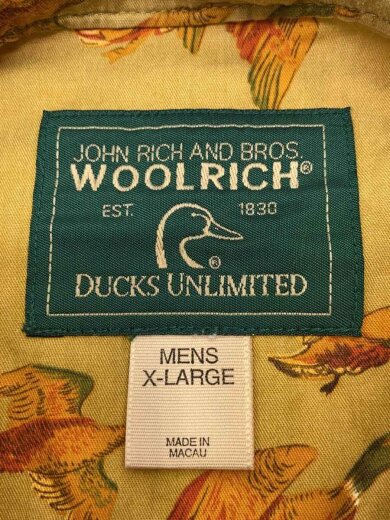 JOHN RICH AND BROS.
WOOLRICH®
EST. 1830
®
DUCKS UNLIMITED
MENS
X-LARGE
MADE IN
MACAU